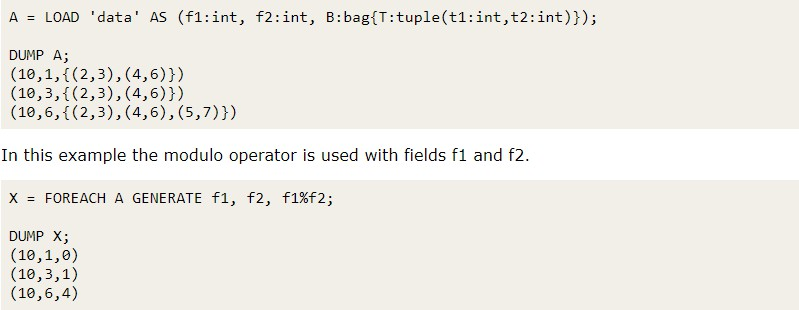 A = LOAD 'data' AS (f1:int, f2:int, B:bag{T:tuple(t1:int,t2:int)});
DUMP A;
(10,1,{(2,3),(4,6)})
(10,3,{(2,3),(4,6)})
(10,6,{(2,3),(4,6),(5,7)})
In this example the modulo operator is used with fields f1 and f2.
X = FOREACH A GENERATE f1, f2, f1%f2;
DUMP X;
(10,1,0)
(10,3,1)
(10,6,4)